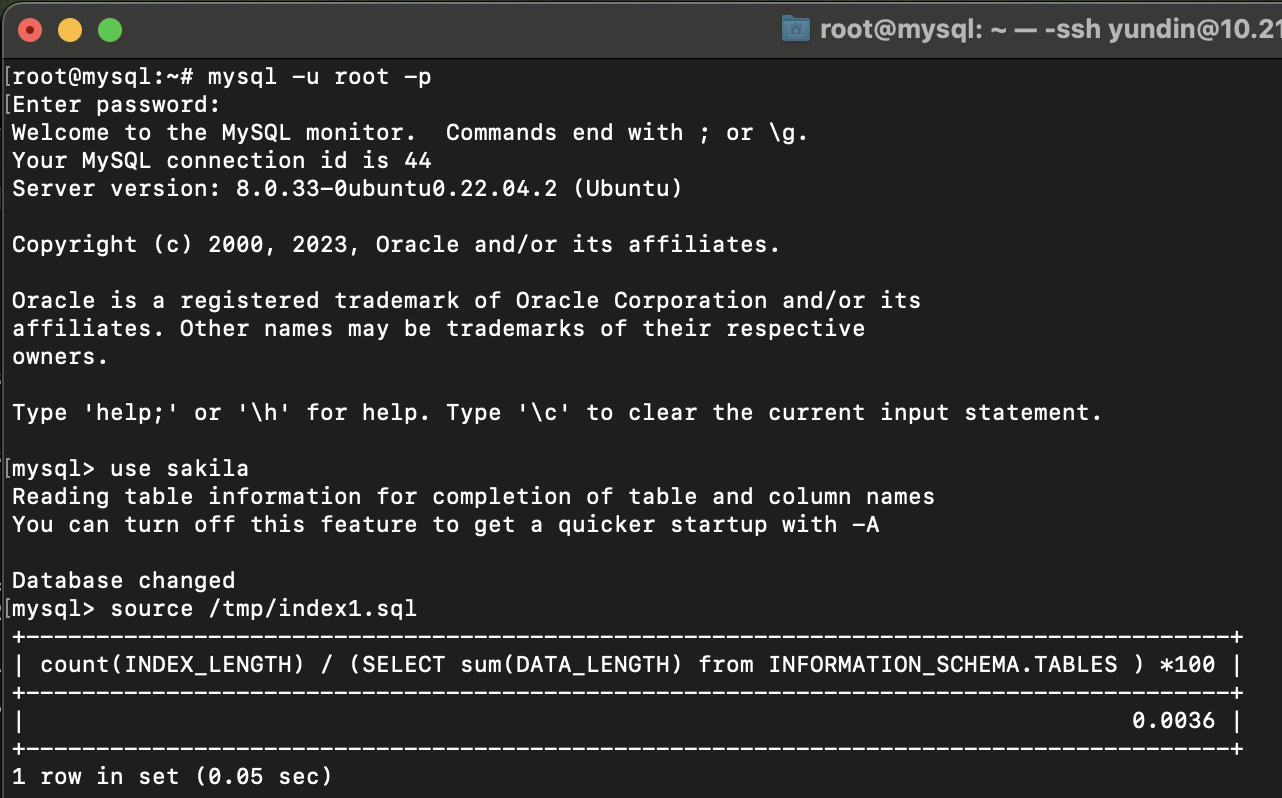 root@mysql: ~ — -ssh yundin@10.21
[root@mysql:~# mysql -u root -p
[Enter password:
Welcome to the MySQL monitor.  Commands end with ; or \g.
Your MySQL connection id is 44
Server version: 8.0.33-0ubuntu0.22.04.2 (Ubuntu)
Copyright (c) 2000, 2023, Oracle and/or its affiliates.
Oracle is a registered trademark of Oracle Corporation and/or its
affiliates. Other names may be trademarks of their respective
owners.
Type 'help;' or '\h' for help. Type '\c' to clear the current input statement.
[mysql> use sakila
Reading table information for completion of table and column names
You can turn off this feature to get a quicker startup with -A
Database changed
[mysql> source /tmp/index1.sql
+--------------------------------------------------------------------------------------+
| count(INDEX_LENGTH) / (SELECT sum(DATA_LENGTH) from INFORMATION_SCHEMA.TABLES ) *100 |
+--------------------------------------------------------------------------------------+
|                                                                               0.0036 |
+--------------------------------------------------------------------------------------+
1 row in set (0.05 sec)